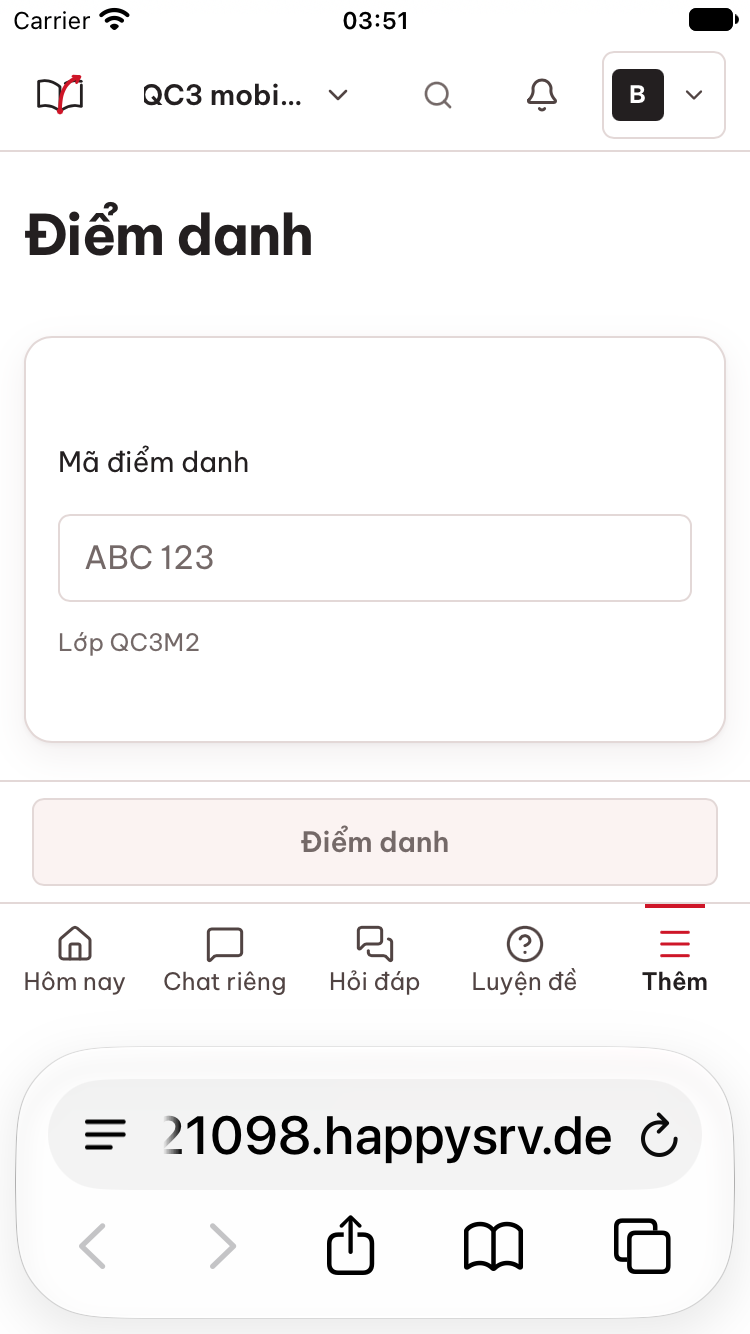 Carrier
03:51
QC3 mobi...
B
Điểm danh
Mã điểm danh
ABC 123
Lớp QC3M2
Điểm danh
Hôm nay
Chat riêng
Hỏi đáp
Luyện đề
Thêm
21098.happysrv.de